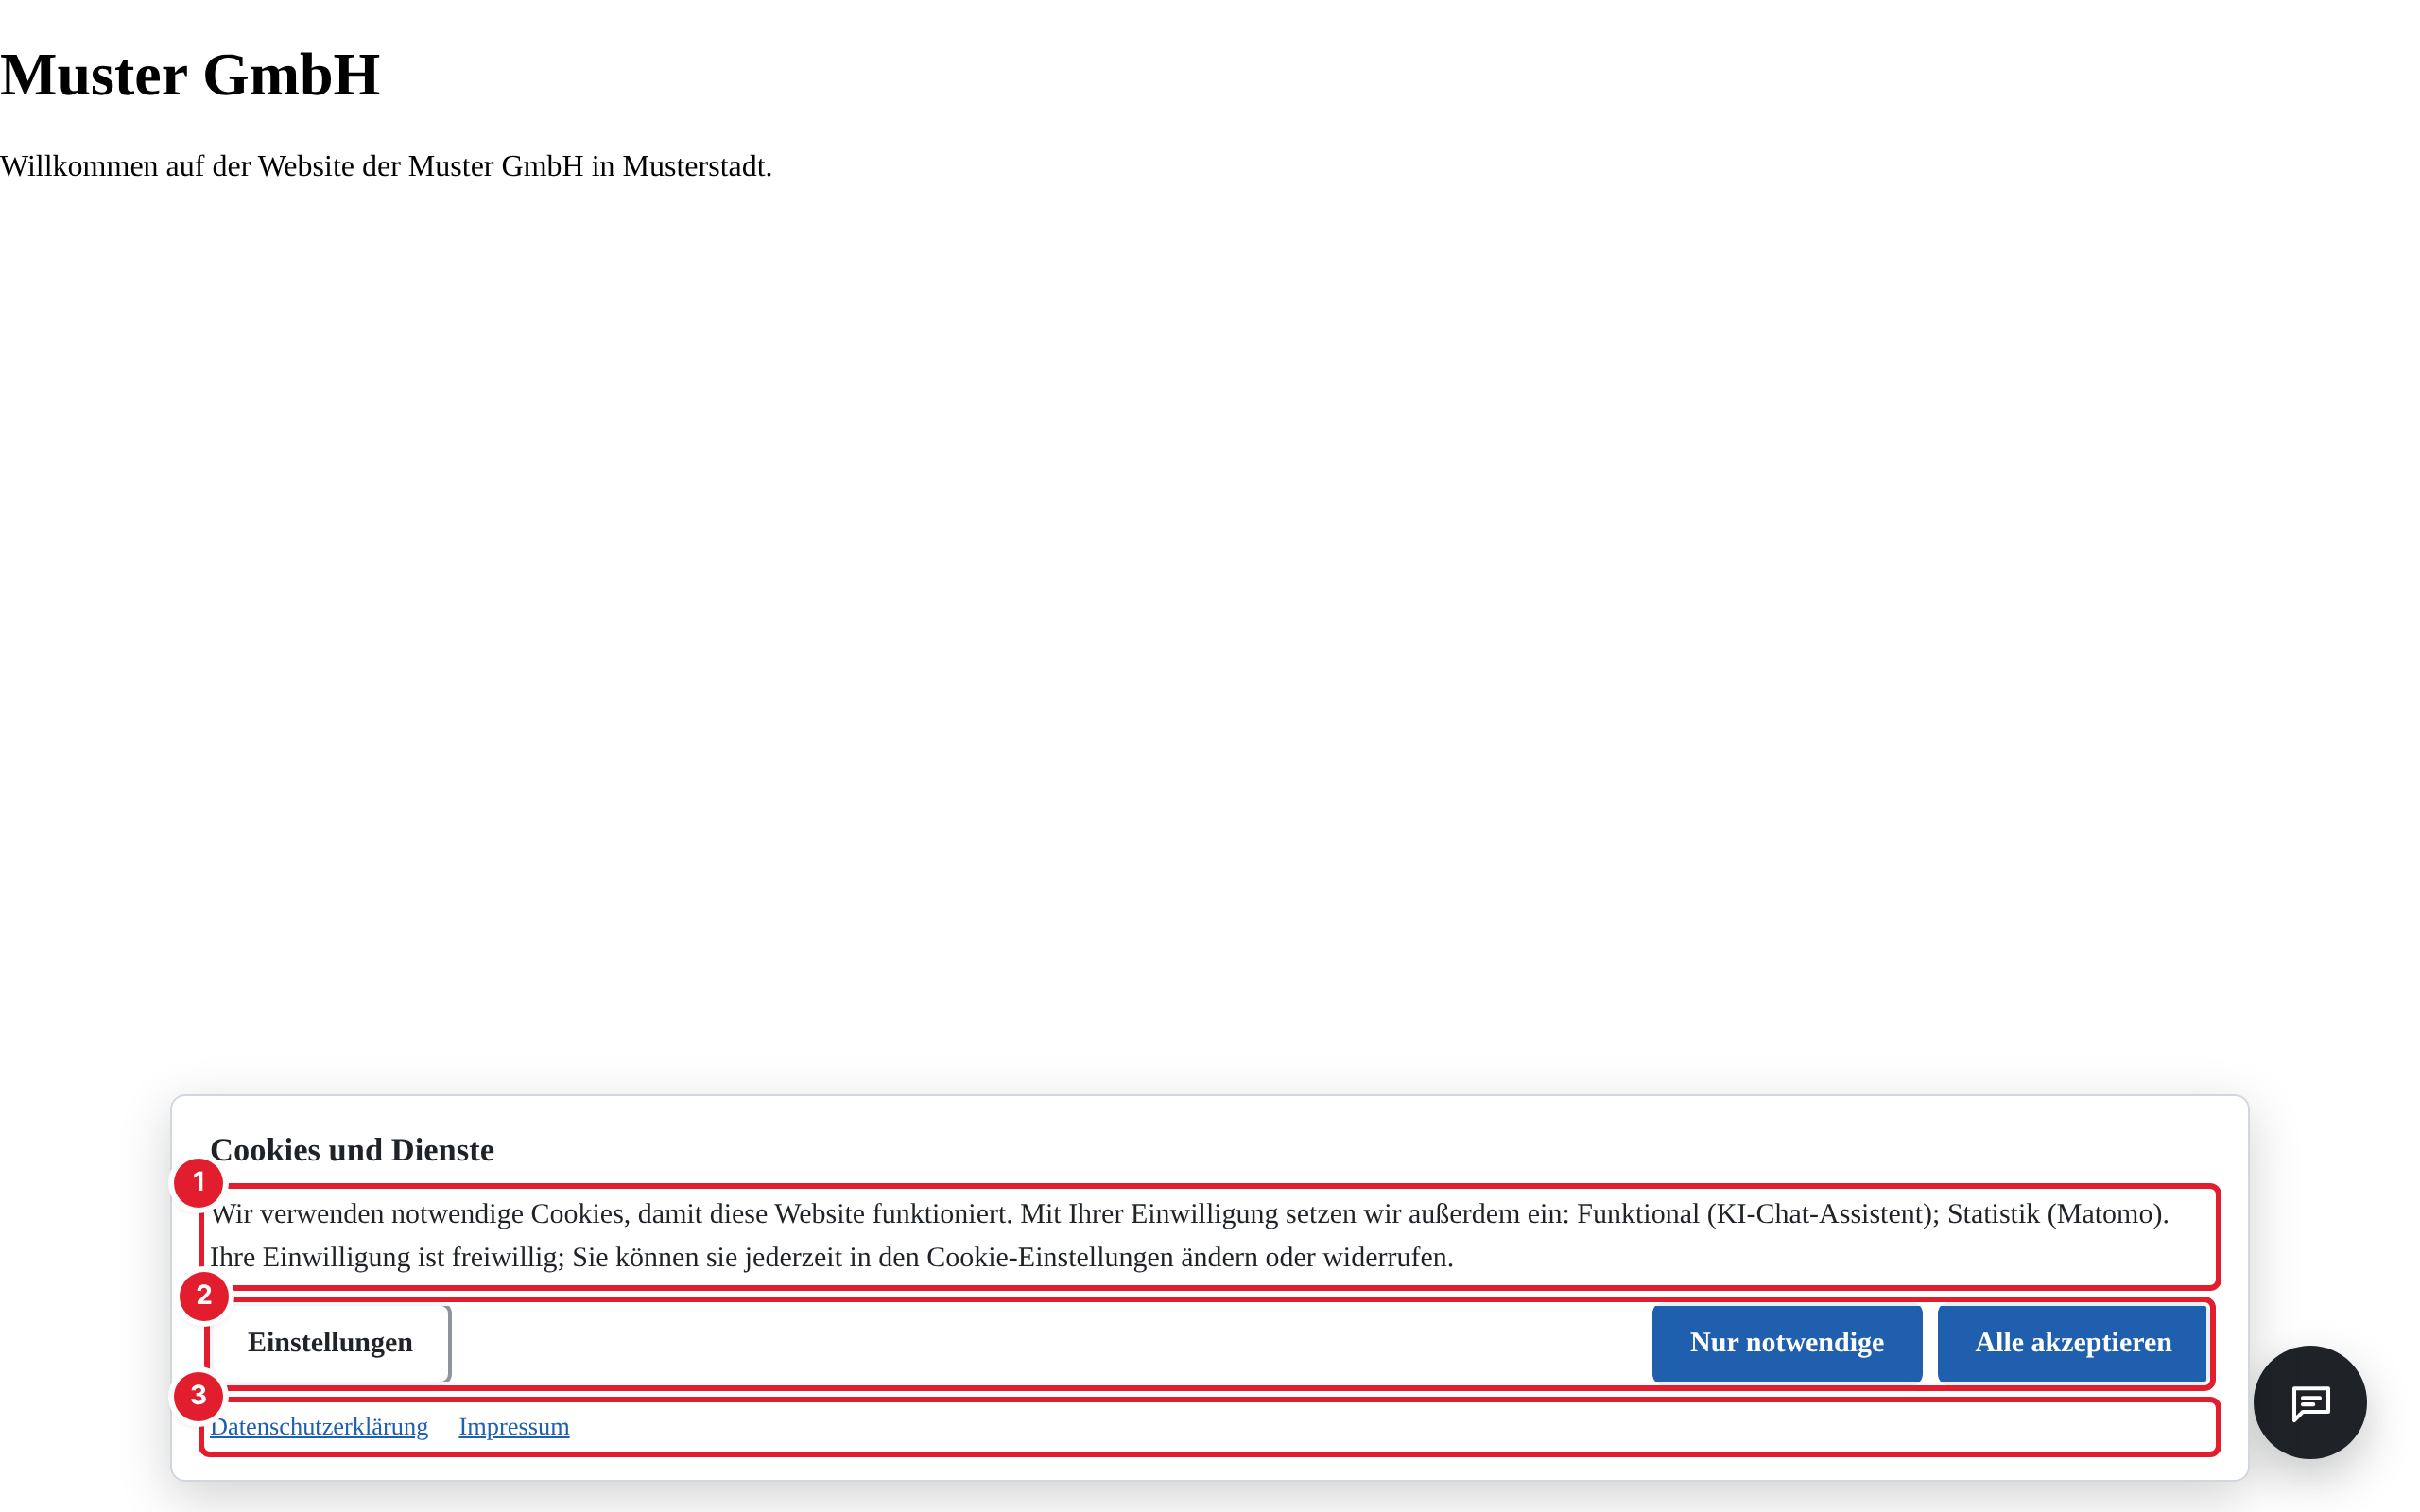 Muster GmbH
Willkommen auf der Website der Muster GmbH in Musterstadt.
Cookies und Dienste
1
Wir verwenden notwendige Cookies, damit diese Website funktioniert. Mit Ihrer Einwilligung setzen wir außerdem ein: Funktional (KI-Chat-Assistent); Statistik (Matomo).
Ihre Einwilligung ist freiwillig; Sie können sie jederzeit in den Cookie-Einstellungen ändern oder widerrufen.
2
Einstellungen Nur notwendige Alle akzeptieren
3
Datenschutzerklärung Impressum